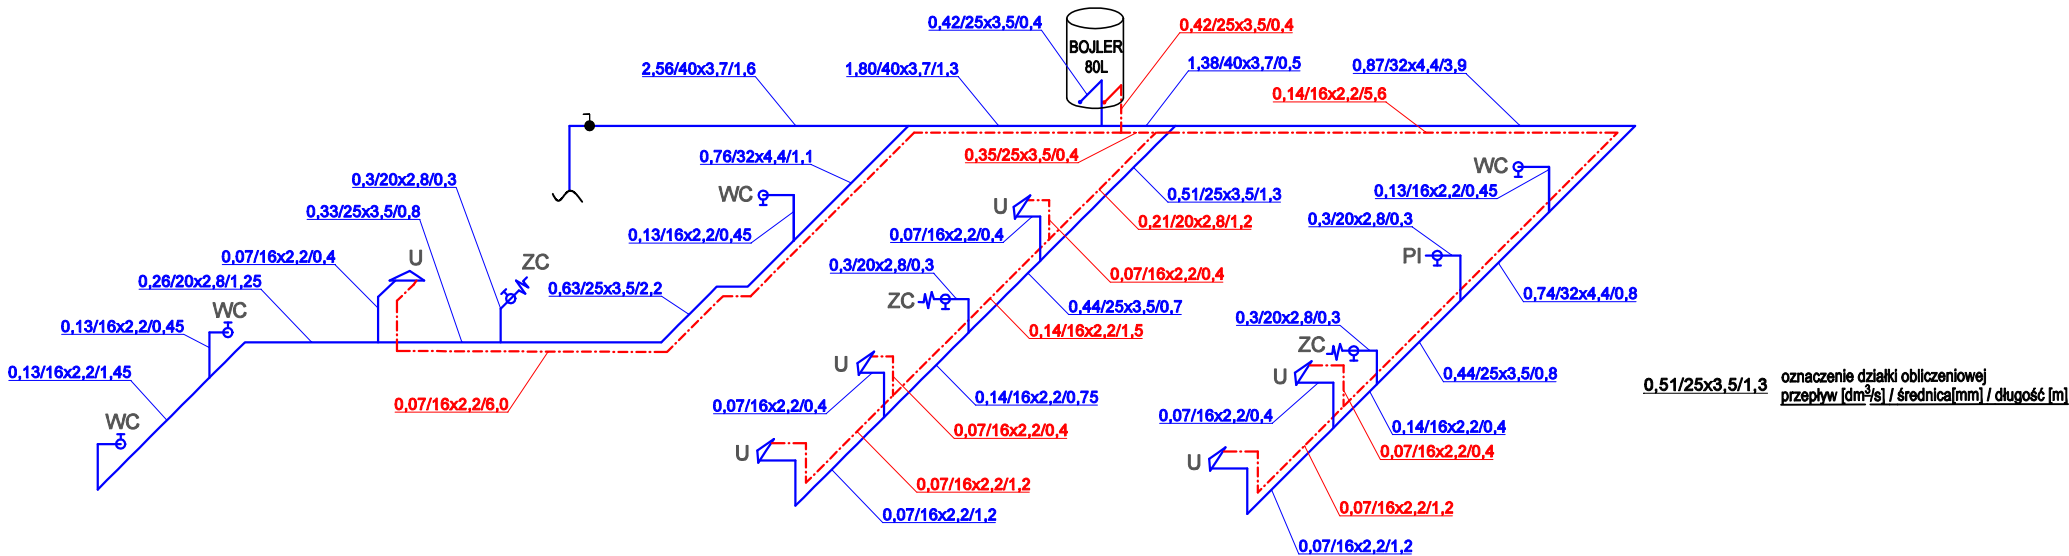 0,42/25x3,5/0,4
0,42/25x3,5/0,4
BOJLER
80L
2,56/40x3,7/1,6
1,80/40x3,7/1,3
1,38/40x3,7/0,5
0,87/32x4,4/3,9
0,14/16x2,2/5,6
0,76/32x4,4/1,1
0,35/25x3,5/0,4
WC
0,3/20x2,8/0,3
WC
0,13/16x2,2/0,45
0,51/25x3,5/1,3
0,33/25x3,5/0,8
U
0,21/20x2,8/1,2
0,3/20x2,8/0,3
0,13/16x2,2/0,45
0,07/16x2,2/0,4
0,07/16x2,2/0,4
U
ZC
PI
0,3/20x2,8/0,3
0,07/16x2,2/0,4
0,26/20x2,8/1,25
0,63/25x3,5/2,2
0,74/32x4,4/0,8
ZC
0,44/25x3,5/0,7
WC
0,3/20x2,8/0,3
0,13/16x2,2/0,45
0,14/16x2,2/1,5
ZC
U
0,13/16x2,2/1,45
0,44/25x3,5/0,8
U
0,51/25x3,5/1,3
oznaczenie działki obliczeniowej
przepływ [dm³/s] / średnica[mm] / długość [m]
0,07/16x2,2/6,0
0,07/16x2,2/0,4
0,14/16x2,2/0,75
0,07/16x2,2/0,4
WC
0,07/16x2,2/0,4
0,14/16x2,2/0,4
U
0,07/16x2,2/0,4
U
0,07/16x2,2/1,2
0,07/16x2,2/1,2
0,07/16x2,2/1,2
0,07/16x2,2/1,2